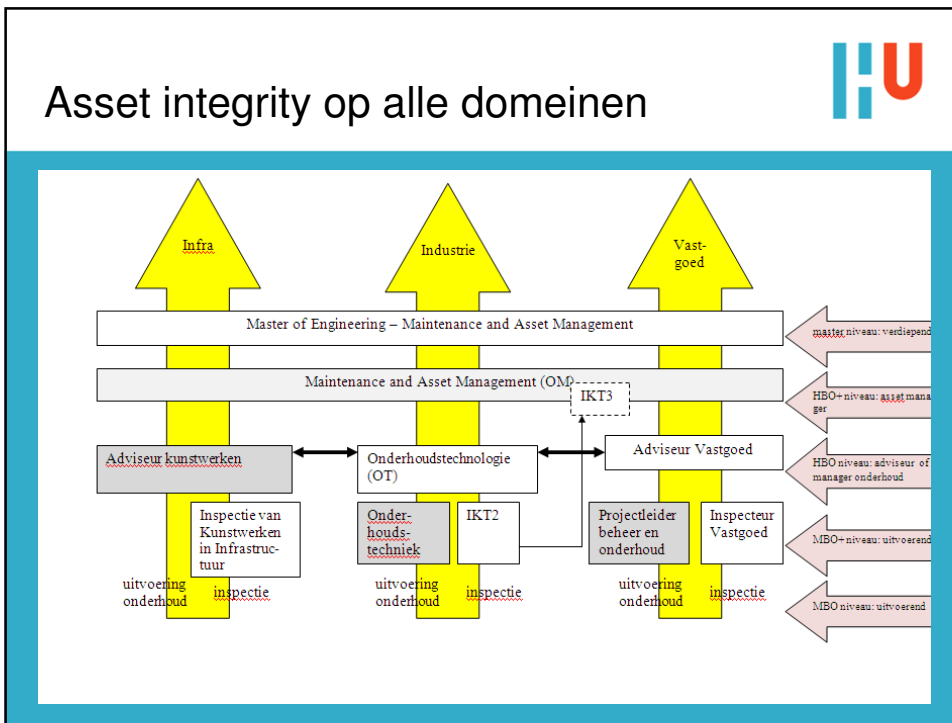 HU
Asset integrity op alle domeinen
Infra
Industrie
Vast-
goed
Master of Engineering – Maintenance and Asset Management
master niveau: verdiepend
Maintenance and Asset Management (OM)
IKT3
HBO+ niveau: asset mana
ger
Adviseur kunstwerken
Onderhoudstechnologie
(OT)
Adviseur Vastgoed
HBO niveau: adviseur of
manager onderhoud
Inspectie van
Kunstwerken
in Infrastruc-
tuur
Onder-
houds-
techniek
IKT2
Projectleider
beheer en
onderhoud
Inspecteur
Vastgoed
MBO+ niveau: uitvoerend
uitvoering
onderhoud
inspectie
uitvoering
onderhoud
inspectie
uitvoering
onderhoud
inspectie
MBO niveau: uitvoerend